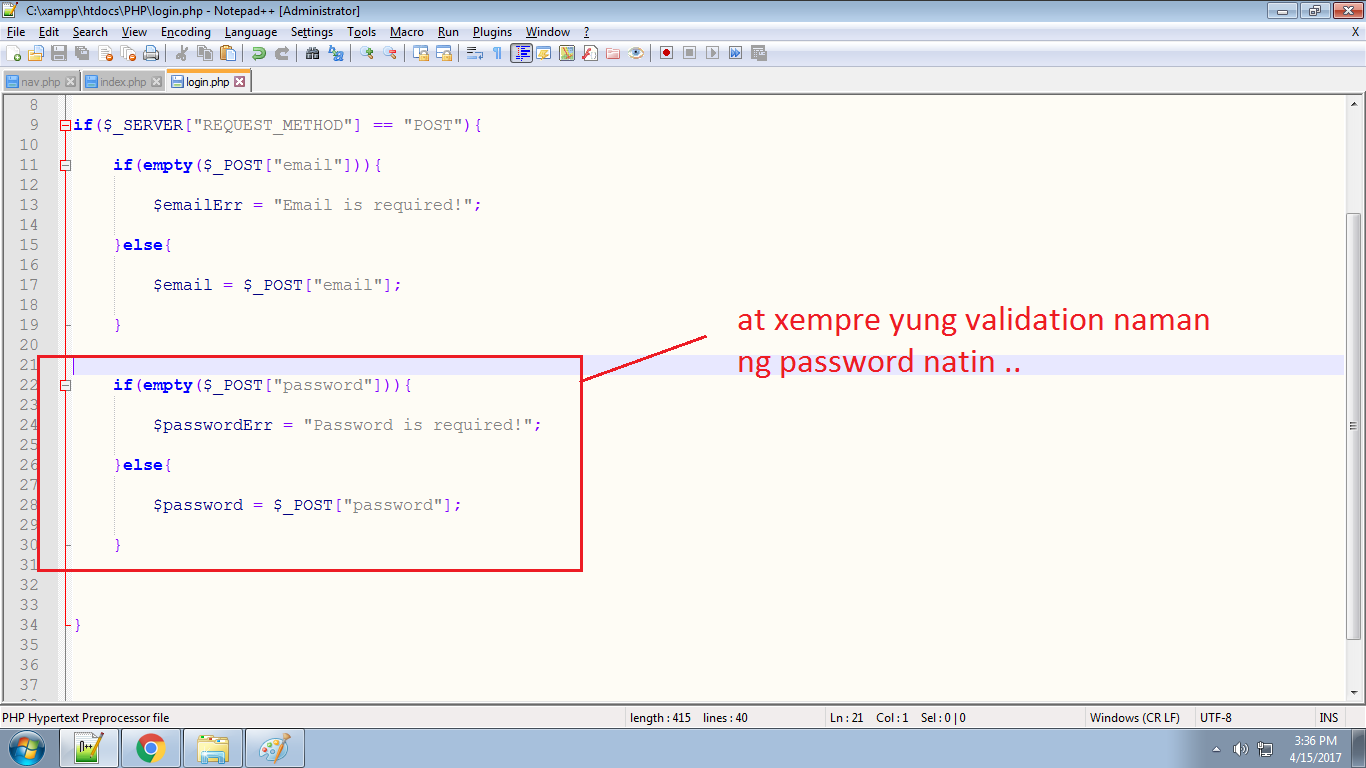 C:\xampp\htdocs\PHP\login.php - Notepad++ [Administrator]
File Edit Search View Encoding Language Settings Tools Macro Run Plugins Window ? X
nav.php index.php login.php
8
9 if($_SERVER["REQUEST_METHOD"] == "POST"){
10
11 if(empty($_POST["email"])){
12
13 $emailErr = "Email is required!";
14
15 }else{
16
17 $email = $_POST["email"];
18
19 }
20
21
22 if(empty($_POST["password"])){
23
24 $passwordErr = "Password is required!";
25
26 }else{
27
28 $password = $_POST["password"];
29
30 }
31
32
33
34 }
35
36
37
at xempre yung validation naman
ng password natin ..
PHP Hypertext Preprocessor file length : 415 lines : 40 Ln : 21 Col : 1 Sel : 0 | 0 Windows (CR LF) UTF-8 INS
3:36 PM
4/15/2017